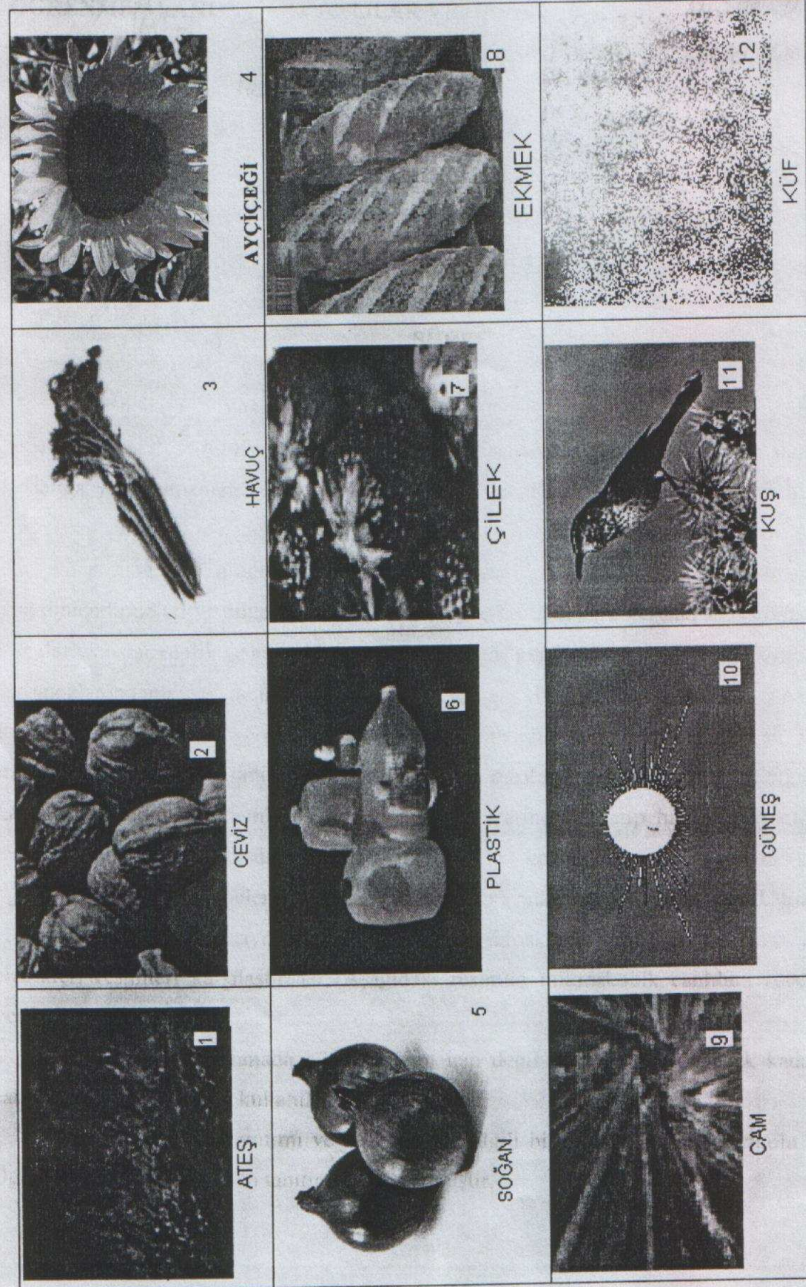 1
ATEŞ
2
CEVİZ
3
HAVUÇ
4
AYÇİÇEĞİ
5
SOĞAN
6
PLASTİK
7
ÇİLEK
8
EKMEK
9
CAM
10
GÜNEŞ
11
KUŞ
12
KÜF